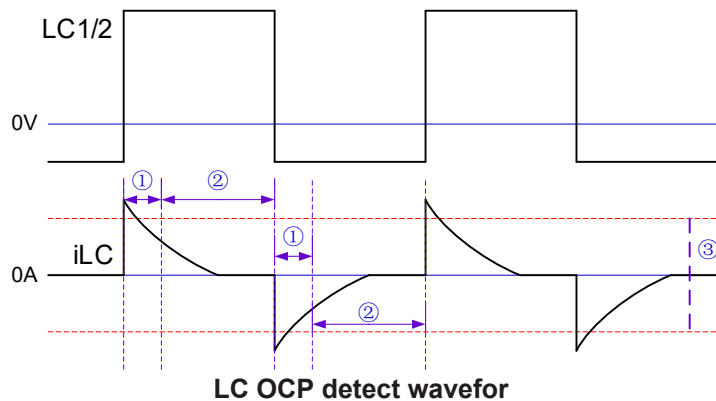 LC1/2
0V
① ②
iLC ① ③
0A
②
LC OCP detect wavefor